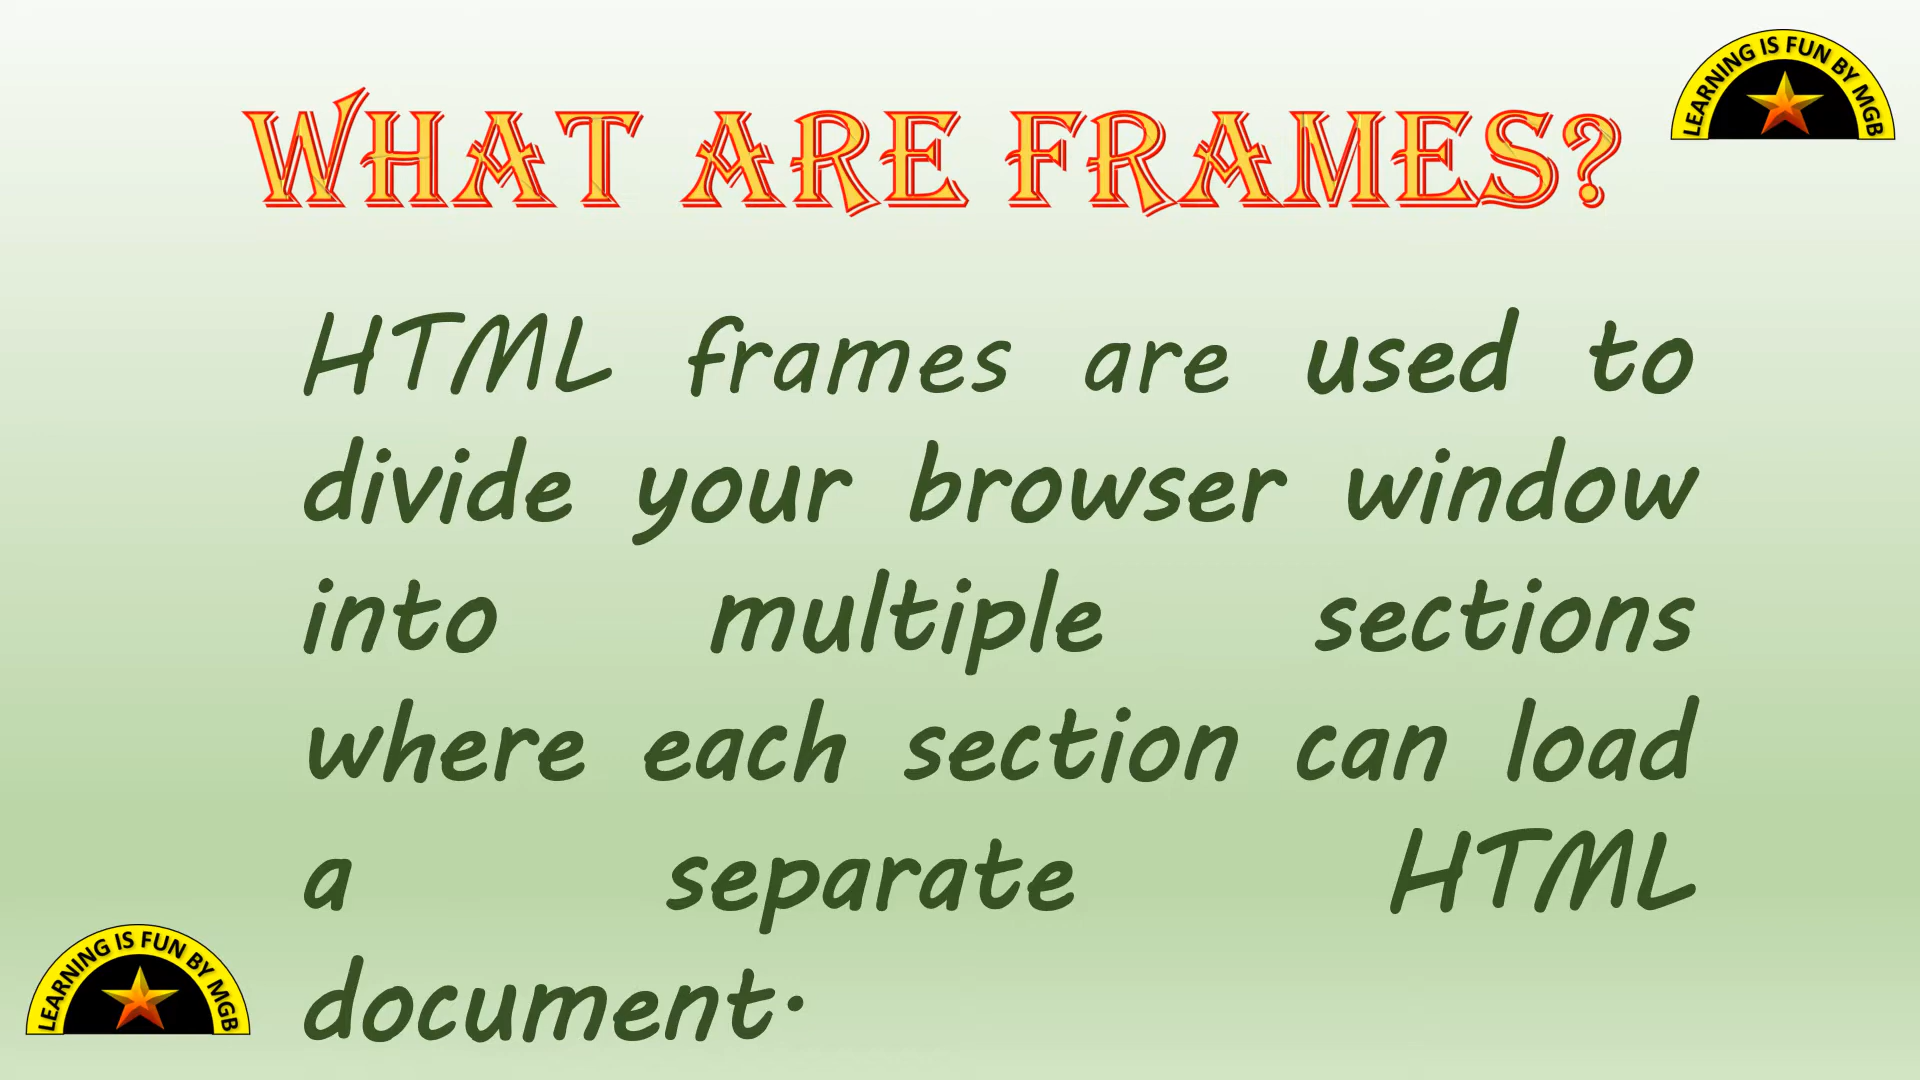 LEARNING IS FUN BY MGB
WHAT ARE FRAMES?
HTML frames are used to
divide your browser window
into multiple sections
where each section can load
a separate HTML
document.
LEARNING IS FUN BY MGB